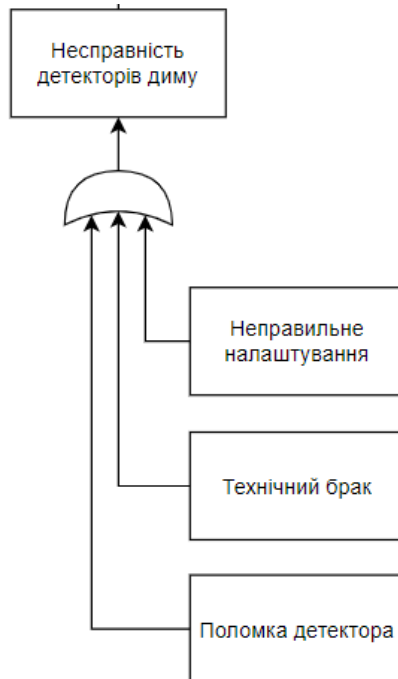 Несправність
детекторів диму
Неправильне
налаштування
Технічний брак
Поломка детектора